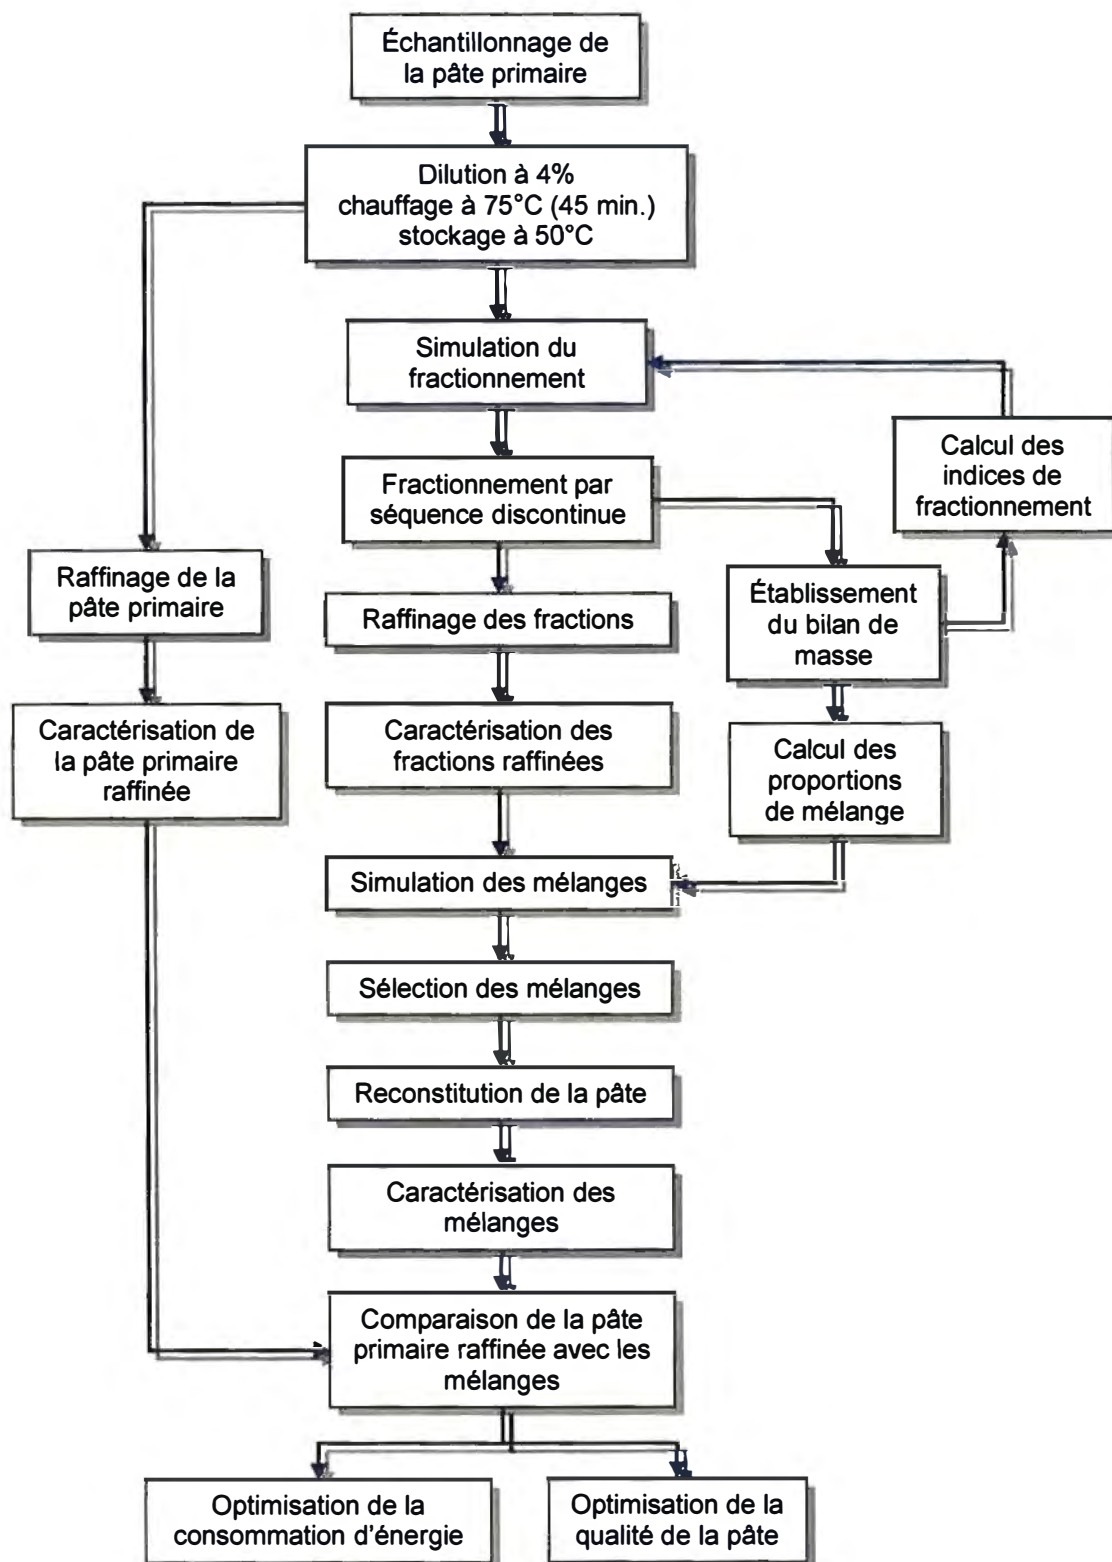 Échantillonnage de
la pâte primaire
Dilution à 4%
chauffage à 75°C (45 min.)
stockage à 50°C
Simulation du
fractionnement
Calcul des
indices de
fractionnement
Fractionnement par
séquence discontinue
Raffinage de la
pâte primaire
Établissement
du bilan de
masse
Raffinage des fractions
Caractérisation de
la pâte primaire
raffinée
Caractérisation des
fractions raffinées
Calcul des
proportions
de mélange
Simulation des mélanges
Sélection des mélanges
Reconstitution de la pâte
Caractérisation des
mélanges
Comparaison de la pâte
primaire raffinée avec les
mélanges
Optimisation de la
consommation d'énergie
Optimisation de la
qualité de la pâte